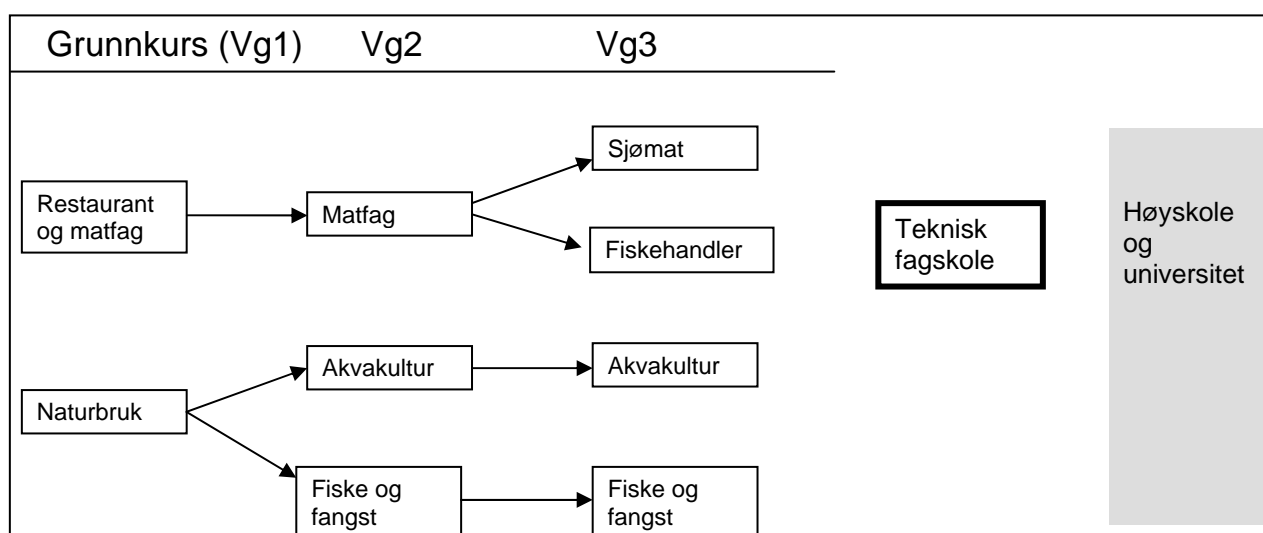 Grunnkurs (Vg1) Vg2 Vg3
Sjømat
Restaurant
og matfag
Matfag
Fiskehandler
Teknisk
fagskole
Høyskole
og
universitet
Akvakultur
Akvakultur
Naturbruk
Fiske og
fangst
Fiske og
fangst